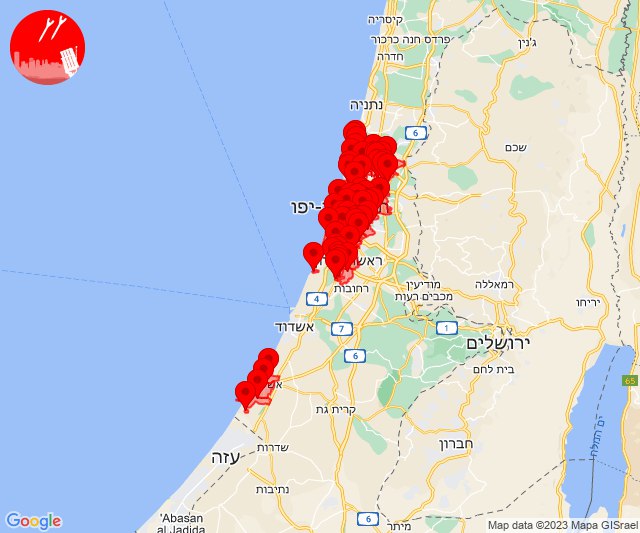 קיסריה
פרדס חנה כרכור
חדרה
ג'נין
נתניה
6
שכם
-יפו
ראשו
מודיעין
מכבים רעות
רמאללה
יריחו
רחובות
4
אשדוד
7
1
ירושלים
6
בית לחם
65
ים המלח
קרית גת
חברון
שדרות
עזה
נתיבות
'Abasan
al Jadida
6
מיתר
Google
Map data ©2023 Mapa GISrael